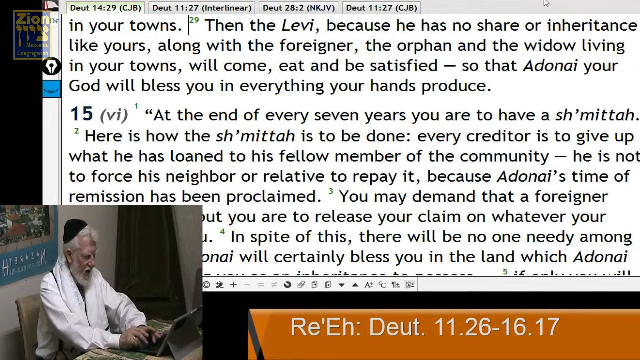 Zion
Messianic
Congregation
Deut 14:29 (CJB) Deut 11:27 (Interlinear) Deut 28:2 (NKJV) Deut 11:27 (CJB)
in your towns. 29 Then the Levi, because he has no share or inheritance
like yours, along with the foreigner, the orphan and the widow living
in your towns, will come, eat and be satisfied — so that Adonai your
God will bless you in everything your hands produce.
15 (vi) 1 “At the end of every seven years you are to have a sh’mittah.
2 Here is how the sh’mittah is to be done: every creditor is to give up
what he has loaned to his fellow member of the community — he is not
to force his neighbor or relative to repay it, because Adonai’s time of
remission has been proclaimed. 3 You may demand that a foreigner
but you are to release your claim on whatever your
u. 4 In spite of this, there will be no one needy among
onai will certainly bless you in the land which Adonai
5
Re'Eh: Deut. 11.26-16.17